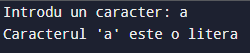 Introdu un caracter: a
Caracterul 'a' este o litera